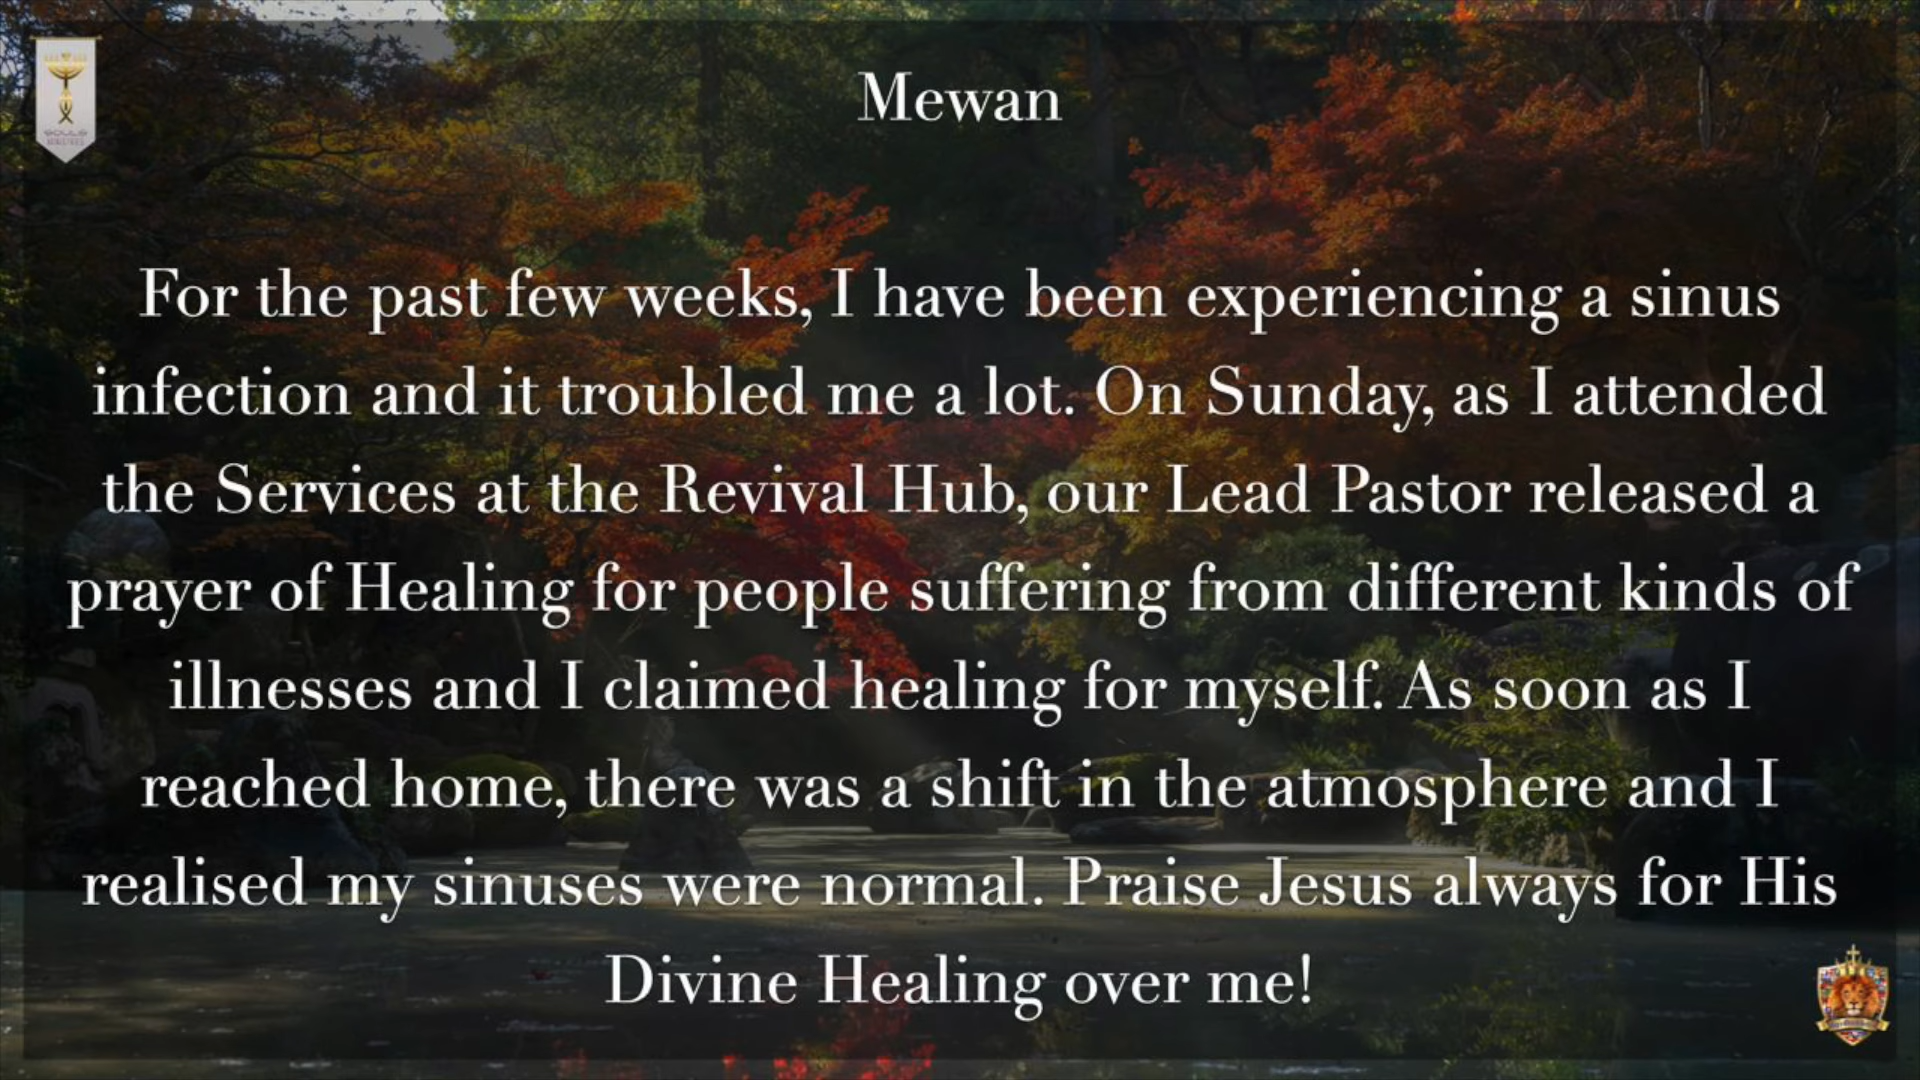 SOULS
MINISTRIES
Mewan
For the past few weeks, I have been experiencing a sinus
infection and it troubled me a lot. On Sunday, as I attended
the Services at the Revival Hub, our Lead Pastor released a
prayer of Healing for people suffering from different kinds of
illnesses and I claimed healing for myself. As soon as I
reached home, there was a shift in the atmosphere and I
realised my sinuses were normal. Praise Jesus always for His
Divine Healing over me!